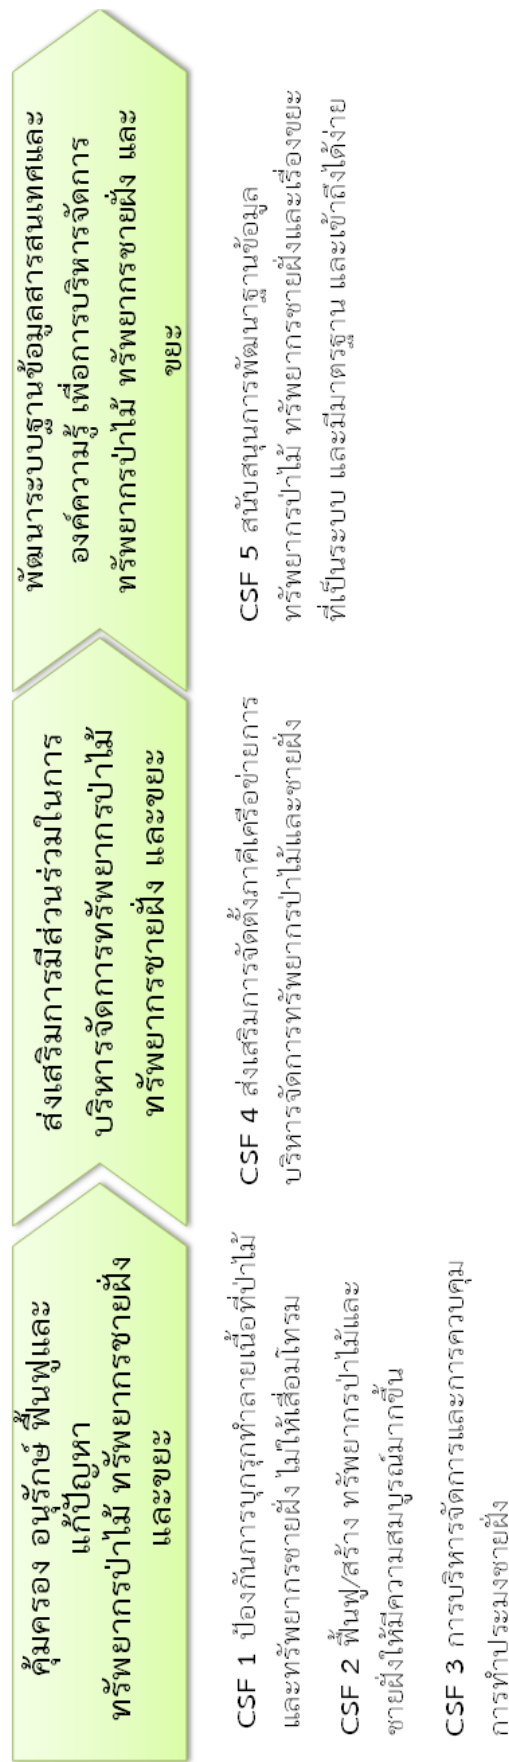 คุ้มครอง อนุรักษ์ ฟื้นฟูและ
แก้ปัญหา
ทรัพยากรป่าไม้ ทรัพยากรชายฝั่ง
และขยะ
ส่งเสริมการมีส่วนร่วมในการ
บริหารจัดการทรัพยากรป่าไม้
ทรัพยากรชายฝั่ง และขยะ
พัฒนาระบบฐานข้อมูลสารสนเทศและ
องค์ความรู้ เพื่อการบริหารจัดการ
ทรัพยากรป่าไม้ ทรัพยากรชายฝั่ง และ
ขยะ
CSF 1 ป้องกันการบุกรุกทำลายเนื้อที่ป่าไม้
และทรัพยากรชายฝั่ง ไม่ให้เสื่อมโทรม
CSF 2 ฟื้นฟู/สร้าง ทรัพยากรป่าไม้และ
ชายฝั่งให้มีความสมบูรณ์มากขึ้น
CSF 3 การบริหารจัดการและการควบคุม
การทำประมงชายฝั่ง
CSF 4 ส่งเสริมการจัดตั้งภาคีเครือข่ายการ
บริหารจัดการทรัพยากรป่าไม้และชายฝั่ง
CSF 5 สนับสนุนการพัฒนาฐานข้อมูล
ทรัพยากรป่าไม้ ทรัพยากรชายฝั่งและเรื่องขยะ
ที่เป็นระบบ และมีมาตรฐาน และเข้าถึงได้ง่าย